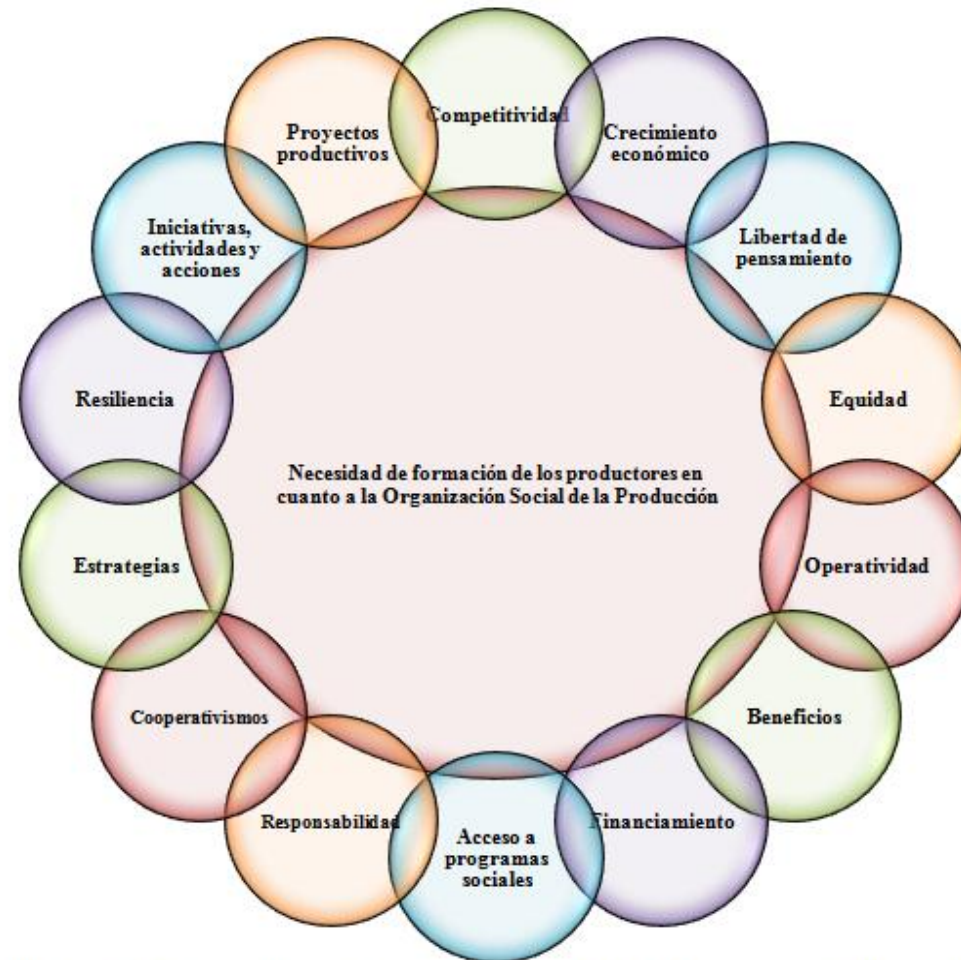 Competitividad
Crecimiento
económico
Libertad de
pensamiento
Equidad
Operatividad
Beneficios
Financiamiento
Acceso a
programas
sociales
Responsabilidad
Cooperativismos
Estrategias
Resiliencia
Iniciativas,
actividades y
acciones
Proyectos
productivos
Necesidad de formación de los productores en
cuanto a la Organización Social de la Producción